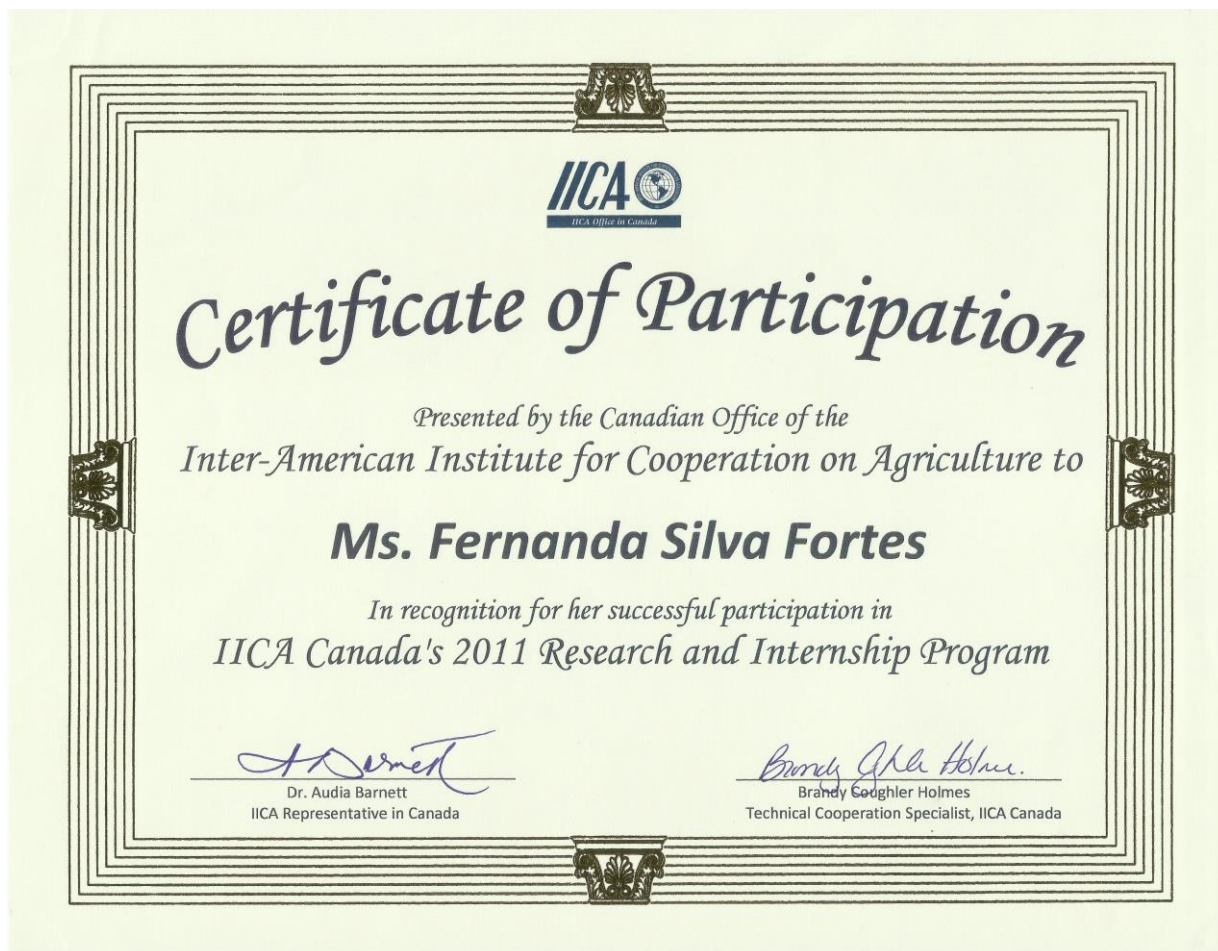 IICA
IICA Office in Canada
Certificate of Participation
Presented by the Canadian Office of the
Inter-American Institute for Cooperation on Agriculture to
Ms. Fernanda Silva Fortes
In recognition for her successful participation in
IICA Canada's 2011 Research and Internship Program
Dr. Audia Barnett
IICA Representative in Canada
Brandy Coughler Holmes
Technical Cooperation Specialist, IICA Canada